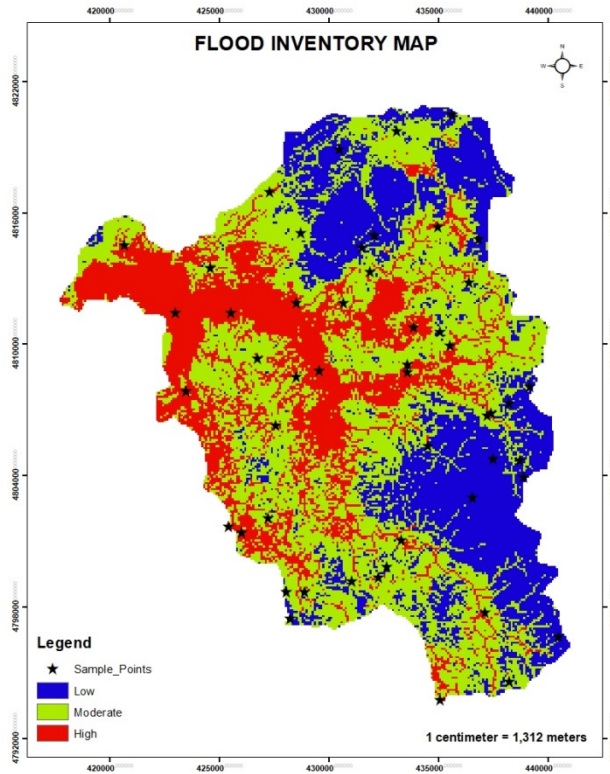 420000 425000 430000 435000 440000
FLOOD INVENTORY MAP
N
W E
S
4822000
4816000
4810000
4804000
4798000
4792000
Legend
Sample_Points
Low
Moderate
High
1 centimeter = 1,312 meters
420000 425000 430000 435000 440000